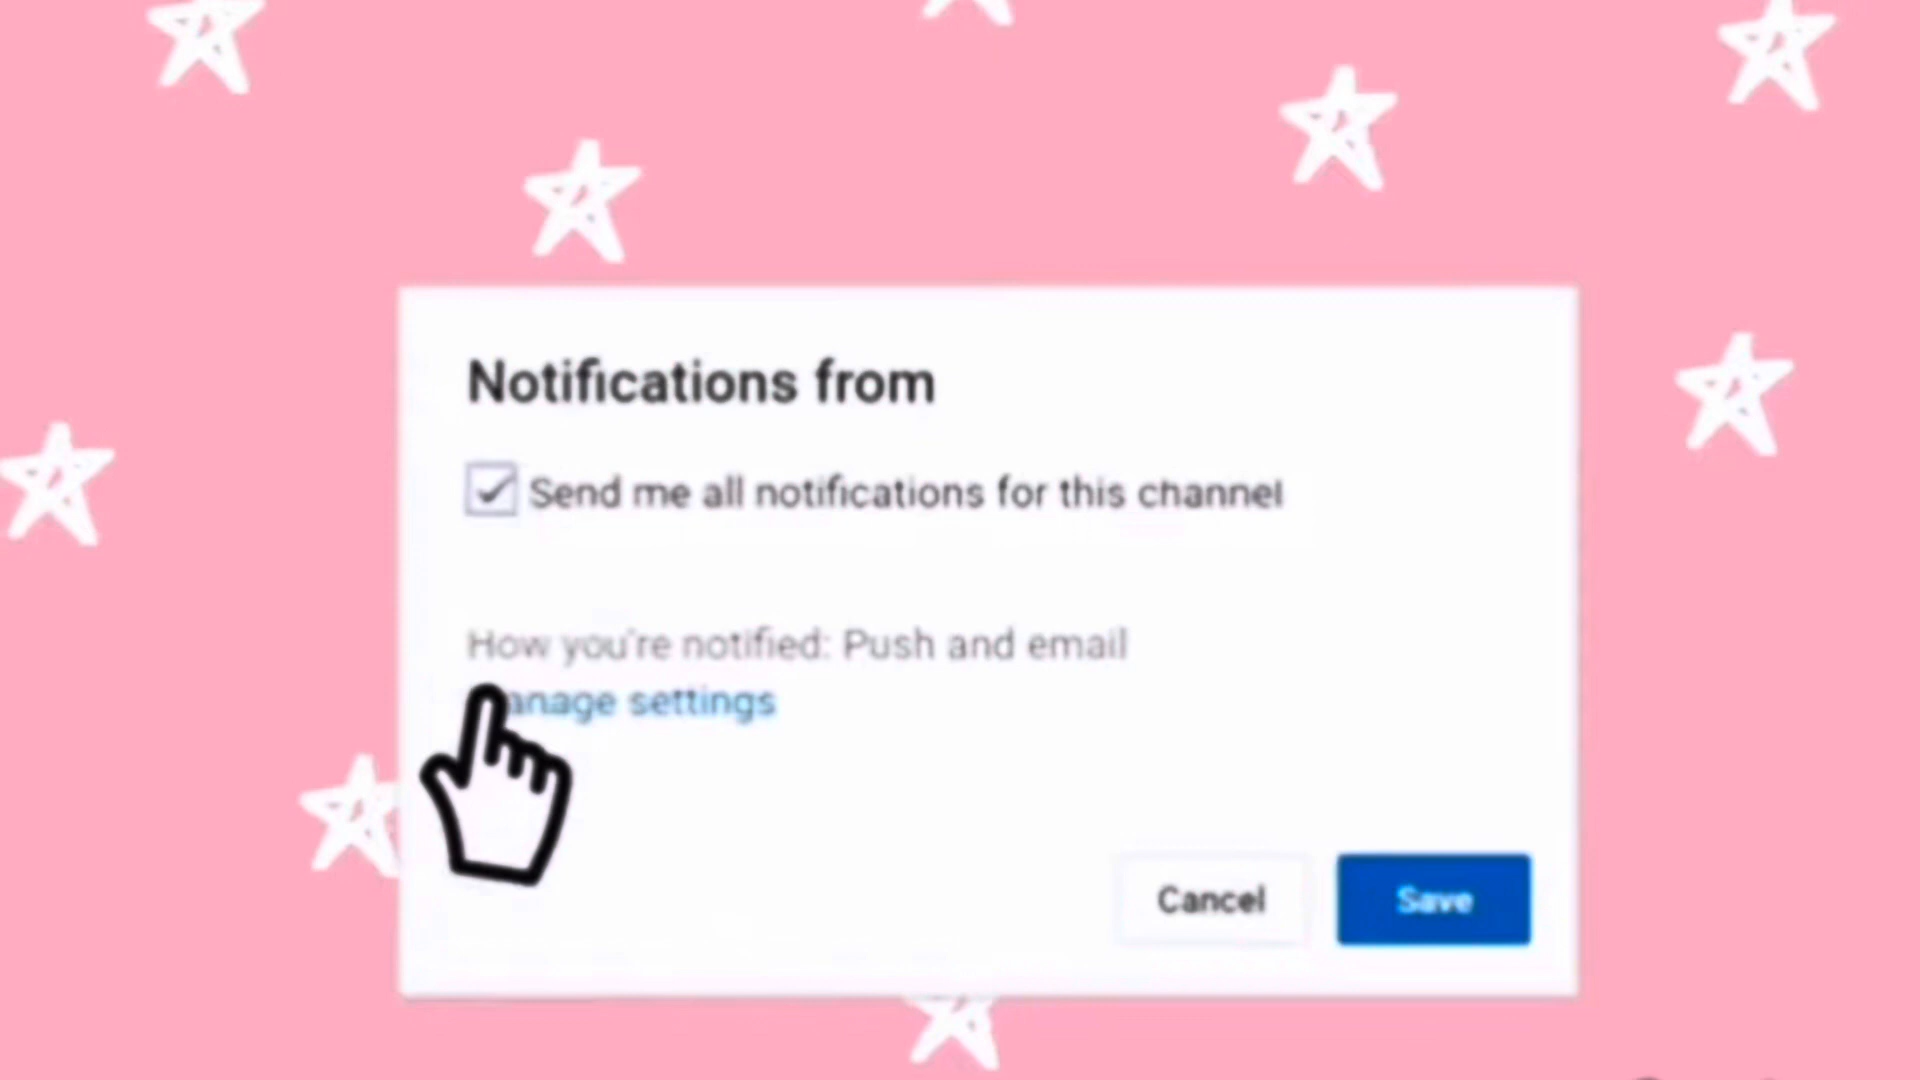 Notifications from
Send me all notifications for this channel
How you're notified: Push and email
anage settings
Cancel
Save